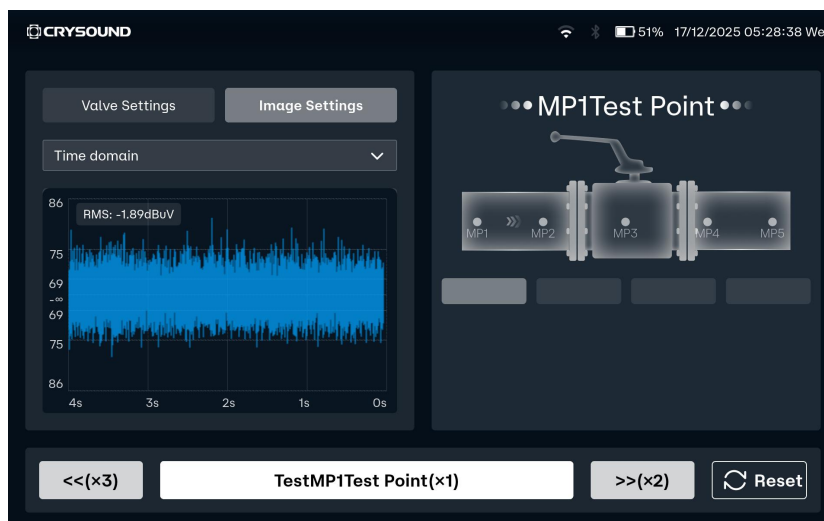 CRYSOUND
51% 17/12/2025 05:28:38 We
Valve Settings
Image Settings
Time domain
86
RMS: -1.89dBuV
75
69
-∞
69
75
86
4s 3s 2s 1s 0s
MP1Test Point
MP1 MP2 MP3 MP4 MP5
<<(×3)
TestMP1Test Point(×1)
>>(×2)
Reset